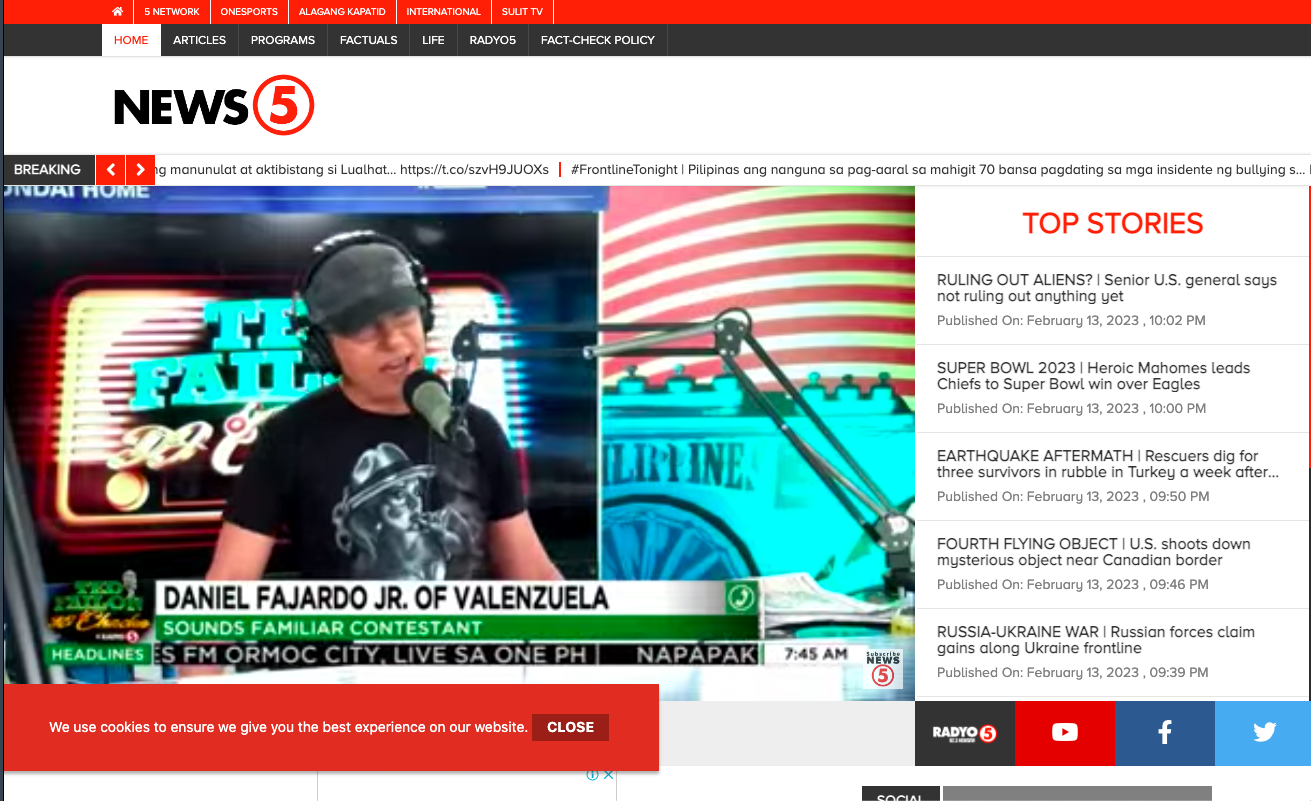 5 NETWORK
ONESPORTS
ALAGANG KAPATID
INTERNATIONAL
SULIT TV
HOME
ARTICLES
PROGRAMS
FACTUALS
LIFE
RADYO5
FACT-CHECK POLICY
NEWS 5
BREAKING
ng manunulat at aktibistang si Lualhat... https://t.co/szvH9JUOXs
#FrontlineTonight | Pilipinas ang nanguna sa pag-aaral sa mahigit 70 bansa pagdating sa mga insidente ng bullying s...
UNDAI HOME
TE
FAIL
ILIPPINE
TED
FAILON
DANIEL FAJARDO JR. OF VALENZUELA
SOUNDS FAMILIAR CONTESTANT
HEADLINES
ES FM ORMOC CITY, LIVE SA ONE PH
NAPAPAK
7:45 AM
Subscribe
NEWS
5
TOP STORIES
RULING OUT ALIENS? | Senior U.S. general says
not ruling out anything yet
Published On: February 13, 2023 , 10:02 PM
SUPER BOWL 2023 | Heroic Mahomes leads
Chiefs to Super Bowl win over Eagles
Published On: February 13, 2023 , 10:00 PM
EARTHQUAKE AFTERMATH | Rescuers dig for
three survivors in rubble in Turkey a week after...
Published On: February 13, 2023 , 09:50 PM
FOURTH FLYING OBJECT | U.S. shoots down
mysterious object near Canadian border
Published On: February 13, 2023 , 09:46 PM
RUSSIA-UKRAINE WAR | Russian forces claim
gains along Ukraine frontline
Published On: February 13, 2023 , 09:39 PM
We use cookies to ensure we give you the best experience on our website.
CLOSE
RADYO 5
SOCIAL